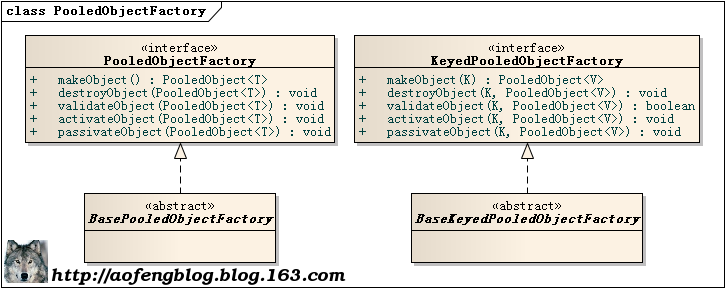 class PooledObjectFactory
«interface»
PooledObjectFactory
+ makeObject() : PooledObject<T>
+ destroyObject(PooledObject<T>) : void
+ validateObject(PooledObject<T>) : void
+ activateObject(PooledObject<T>) : void
+ passivateObject(PooledObject<T>) : void
«interface»
KeyedPooledObjectFactory
+ makeObject(K) : PooledObject<V>
+ destroyObject(K, PooledObject<V>) : void
+ validateObject(K, PooledObject<V>) : boolean
+ activateObject(K, PooledObject<V>) : void
+ passivateObject(K, PooledObject<V>) : void
«abstract»
BasePooledObjectFactory
«abstract»
BaseKeyedPooledObjectFactory
http://aofengblog.blog.163.com